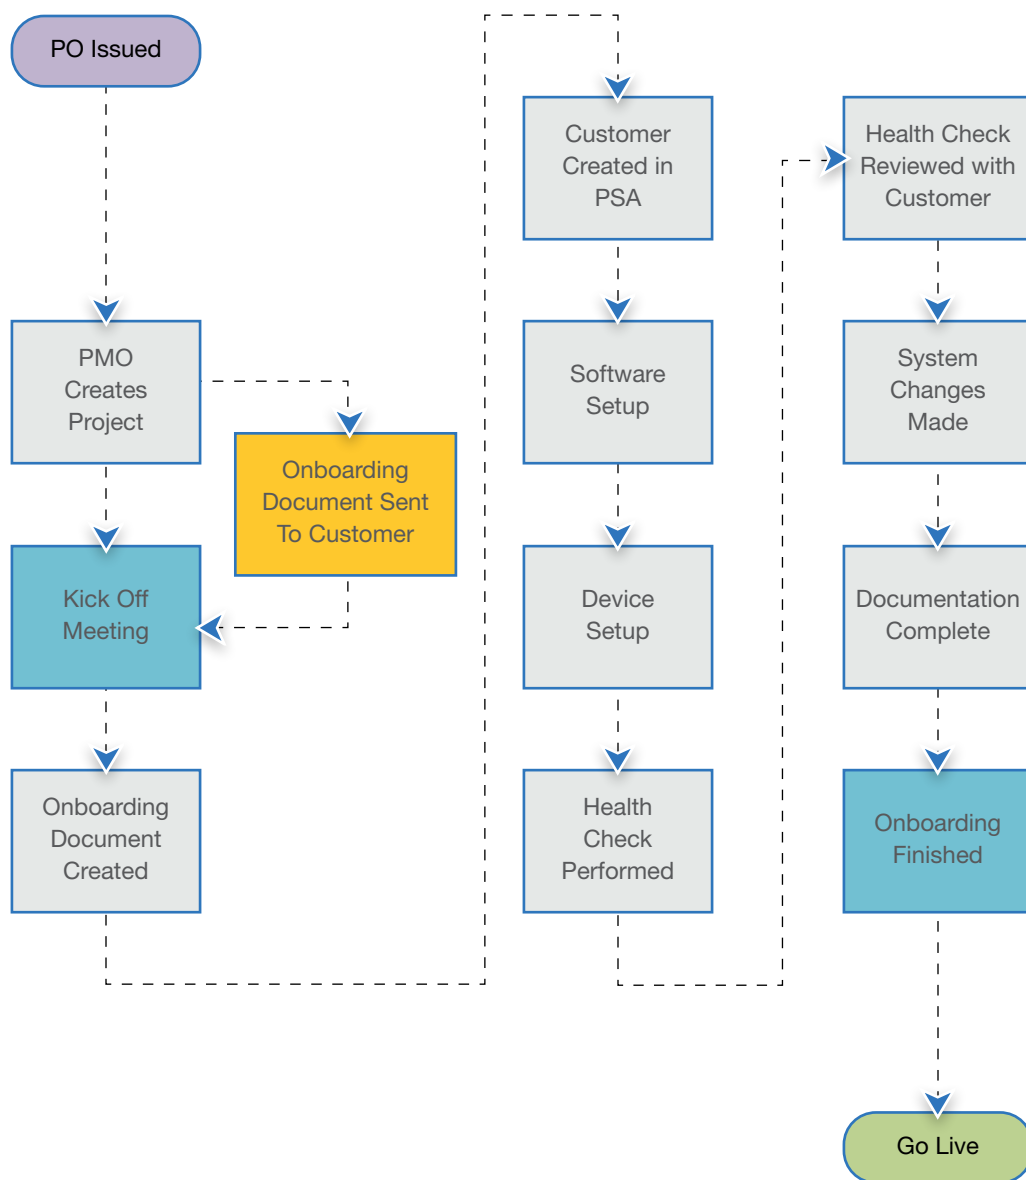 PO Issued
PMO
Creates
Project
Onboarding
Document Sent
To Customer
Kick Off
Meeting
Onboarding
Document
Created
Customer
Created in
PSA
Software
Setup
Device
Setup
Health
Check
Performed
Health Check
Reviewed with
Customer
System
Changes
Made
Documentation
Complete
Onboarding
Finished
Go Live